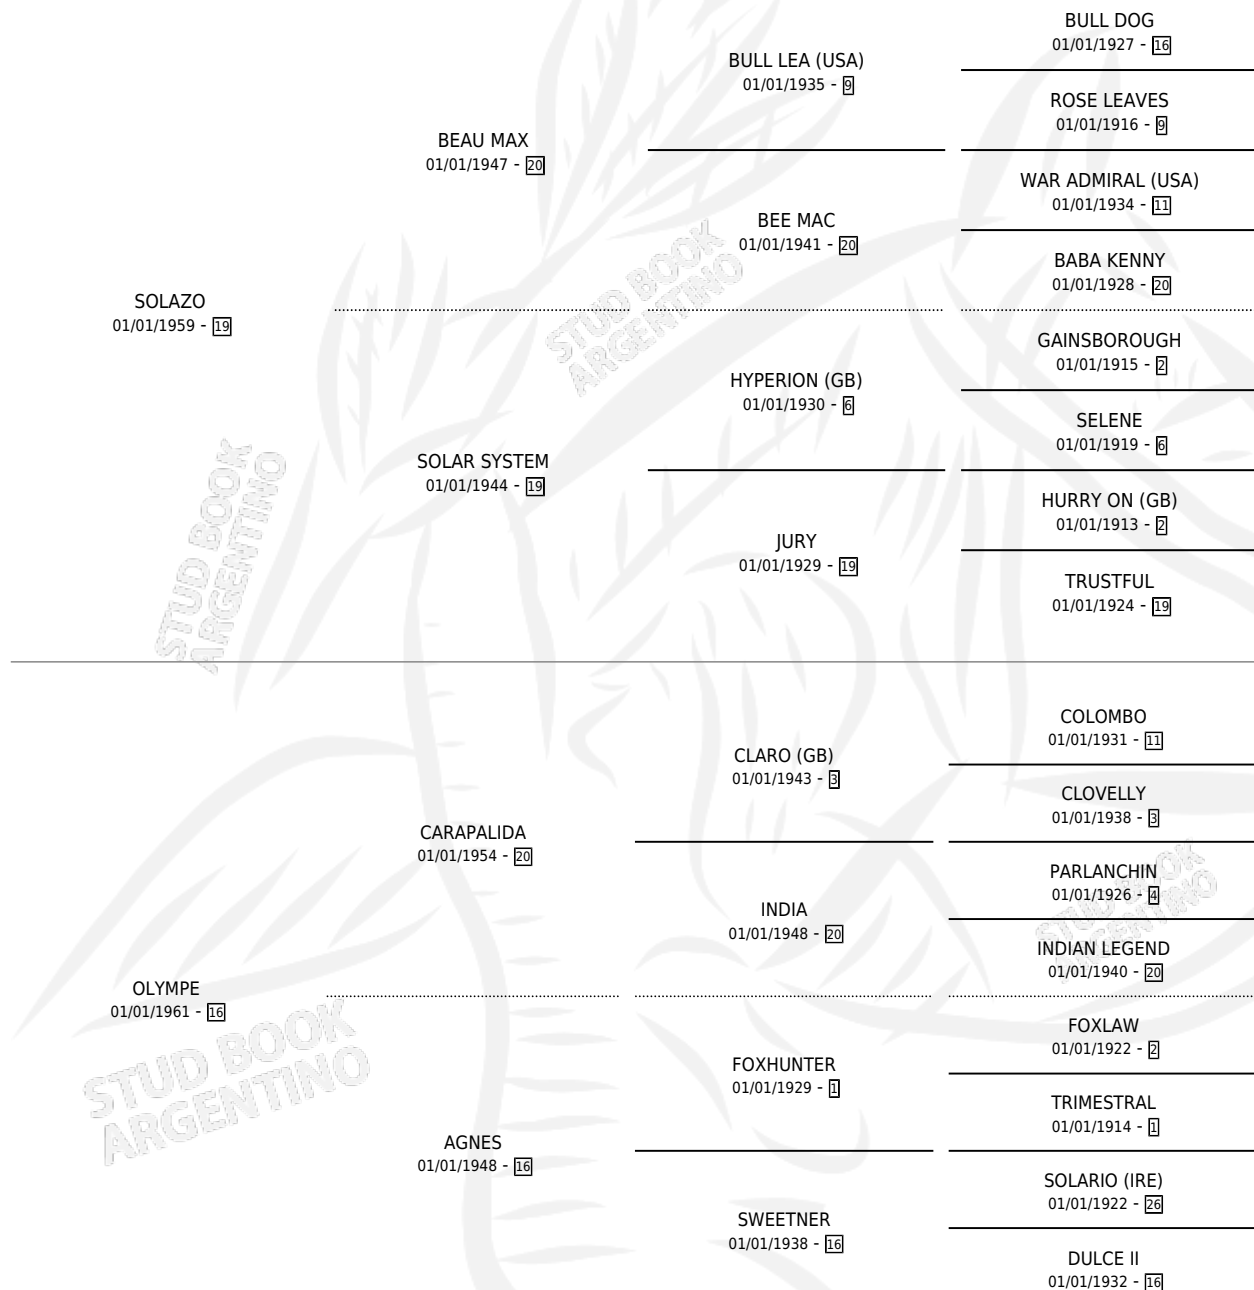 BULL DOG
01/01/1927 - 16
BULL LEA (USA)
01/01/1935 - 9
ROSE LEAVES
01/01/1916 - 9
BEAU MAX
01/01/1947 - 20
WAR ADMIRAL (USA)
01/01/1934 - 11
BEE MAC
01/01/1941 - 20
BABA KENNY
01/01/1928 - 20
SOLAZO
01/01/1959 - 19
STUD BOOK
ARGENTINO
GAINSBOROUGH
01/01/1915 - 2
HYPERION (GB)
01/01/1930 - 6
SELENE
01/01/1919 - 6
SOLAR SYSTEM
01/01/1944 - 19
HURRY ON (GB)
01/01/1913 - 2
JURY
01/01/1929 - 19
TRUSTFUL
01/01/1924 - 19
STUD BOOK
ARGENTINO
COLOMBO
01/01/1931 - 11
CLARO (GB)
01/01/1943 - 3
CLOVELLY
01/01/1938 - 3
CARAPALIDA
01/01/1954 - 20
PARLANCHIN
01/01/1926 - 4
INDIA
01/01/1948 - 20
STUD BOOK
ARGENTINO
INDIAN LEGEND
01/01/1940 - 20
OLYMPE
01/01/1961 - 16
FOXLAW
01/01/1922 - 2
FOXHUNTER
01/01/1929 - 1
STUD BOOK
ARGENTINO
TRIMESTRAL
01/01/1914 - 1
AGNES
01/01/1948 - 16
SOLARIO (IRE)
01/01/1922 - 26
SWEETNER
01/01/1938 - 16
DULCE II
01/01/1932 - 16